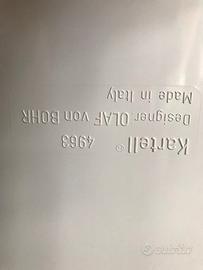 Kartell®
4963
Designer OLAF von BOHR
Made in Italy